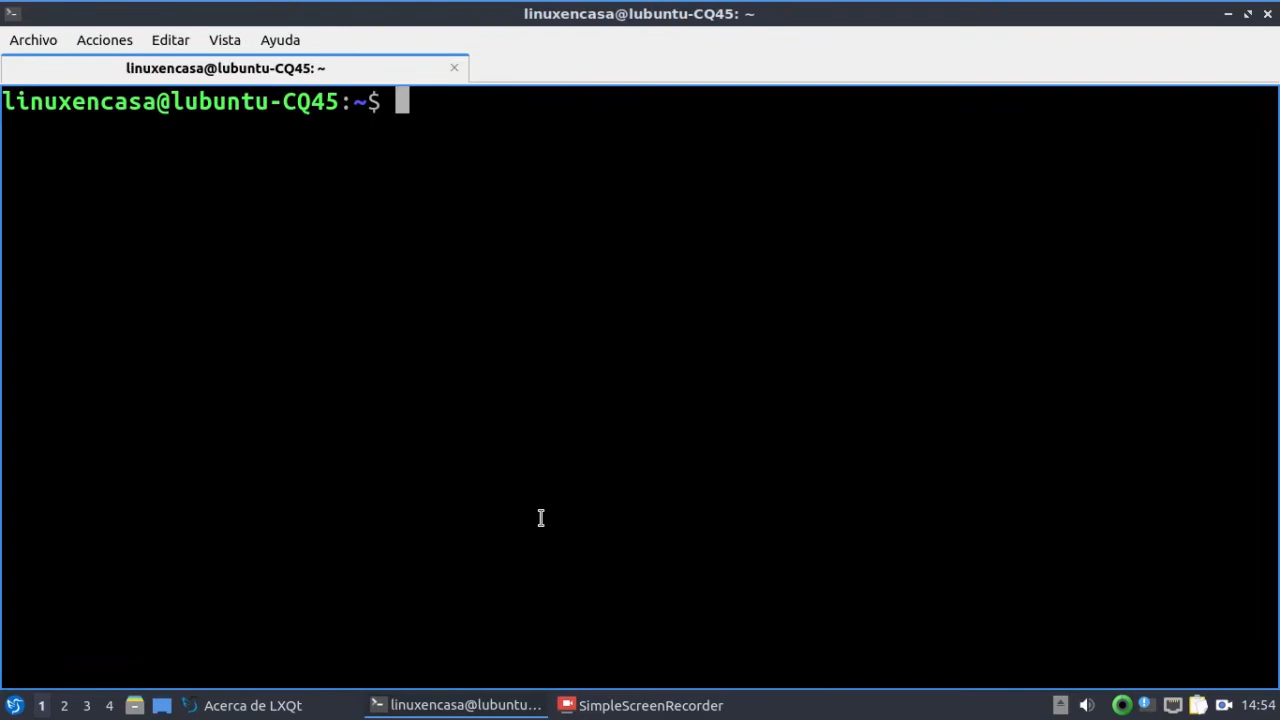 linuxencasa@lubuntu-CQ45: ~
Archivo Acciones Editar Vista Ayuda
linuxencasa@lubuntu-CQ45: ~
linuxencasa@lubuntu-CQ45:~$
1 2 3 4 Acerca de LXQt linuxencasa@lubuntu... SimpleScreenRecorder 14:54